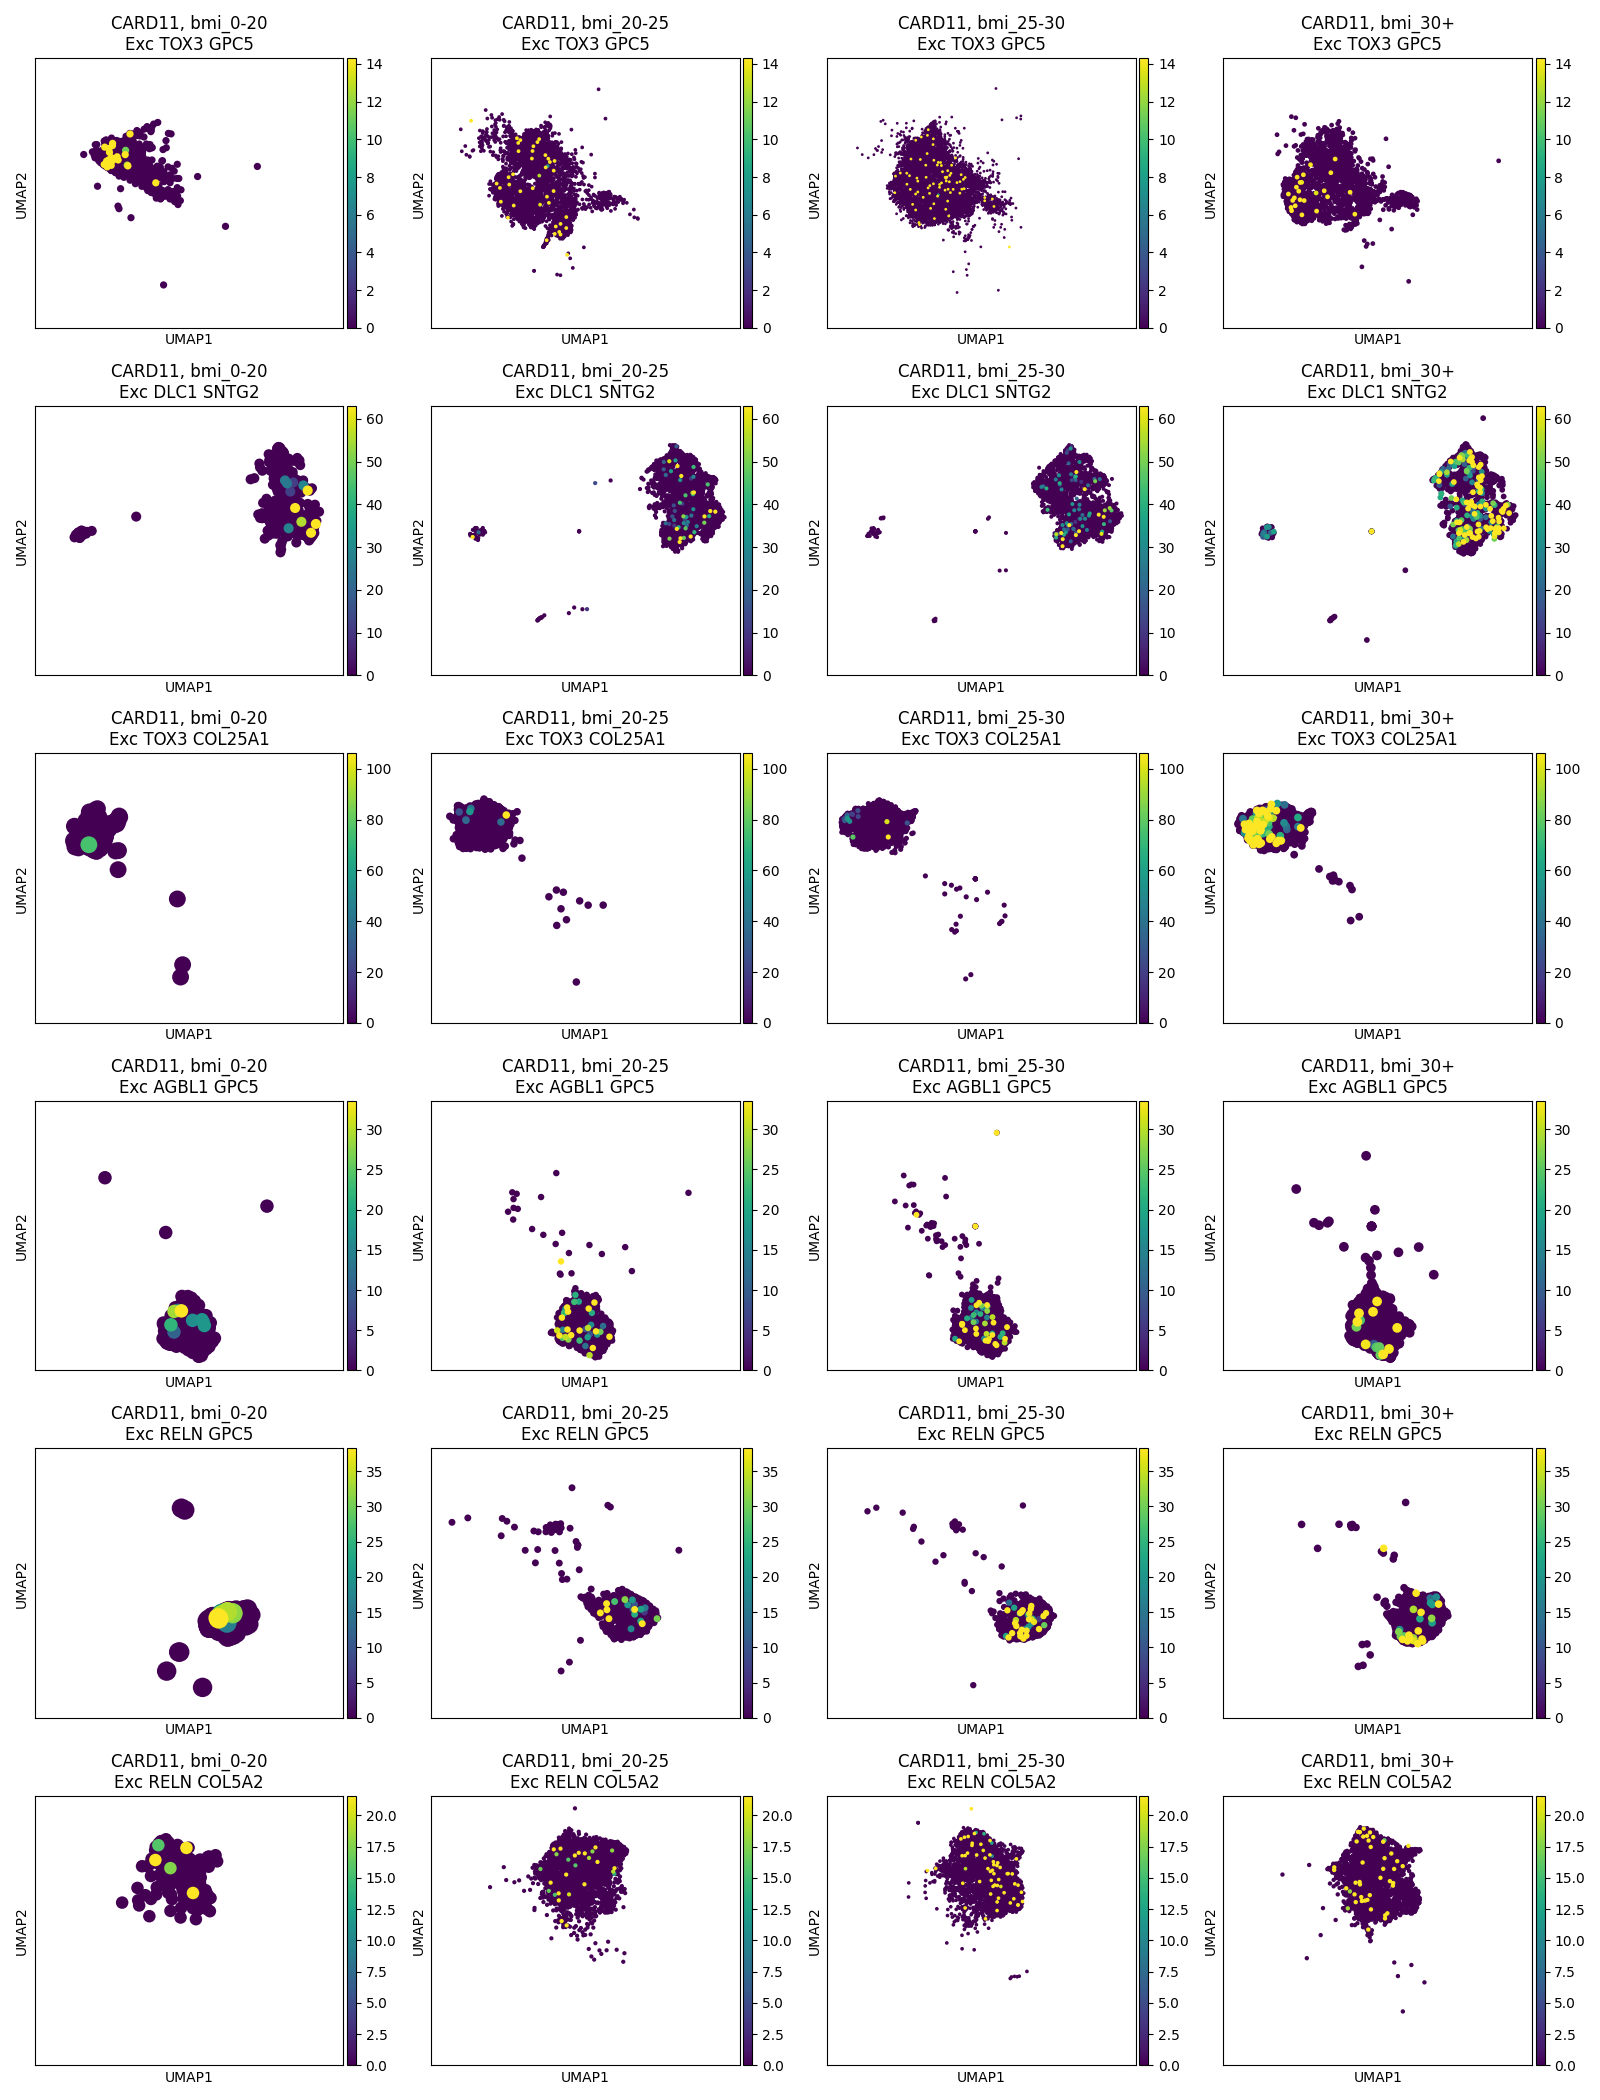 CARD11, bmi_0-20
Exc TOX3 GPC5
CARD11, bmi_20-25
Exc TOX3 GPC5
CARD11, bmi_25-30
Exc TOX3 GPC5
CARD11, bmi_30+
Exc TOX3 GPC5
UMAP2
UMAP1
0
2
4
6
8
10
12
14
UMAP2
UMAP1
0
2
4
6
8
10
12
14
UMAP2
UMAP1
0
2
4
6
8
10
12
14
UMAP2
UMAP1
0
2
4
6
8
10
12
14
CARD11, bmi_0-20
Exc DLC1 SNTG2
CARD11, bmi_20-25
Exc DLC1 SNTG2
CARD11, bmi_25-30
Exc DLC1 SNTG2
CARD11, bmi_30+
Exc DLC1 SNTG2
UMAP2
UMAP1
0
10
20
30
40
50
60
UMAP2
UMAP1
0
10
20
30
40
50
60
UMAP2
UMAP1
0
10
20
30
40
50
60
UMAP2
UMAP1
0
10
20
30
40
50
60
CARD11, bmi_0-20
Exc TOX3 COL25A1
CARD11, bmi_20-25
Exc TOX3 COL25A1
CARD11, bmi_25-30
Exc TOX3 COL25A1
CARD11, bmi_30+
Exc TOX3 COL25A1
UMAP2
UMAP1
0
20
40
60
80
100
UMAP2
UMAP1
0
20
40
60
80
100
UMAP2
UMAP1
0
20
40
60
80
100
UMAP2
UMAP1
0
20
40
60
80
100
CARD11, bmi_0-20
Exc AGBL1 GPC5
CARD11, bmi_20-25
Exc AGBL1 GPC5
CARD11, bmi_25-30
Exc AGBL1 GPC5
CARD11, bmi_30+
Exc AGBL1 GPC5
UMAP2
UMAP1
0
5
10
15
20
25
30
UMAP2
UMAP1
0
5
10
15
20
25
30
UMAP2
UMAP1
0
5
10
15
20
25
30
UMAP2
UMAP1
0
5
10
15
20
25
30
CARD11, bmi_0-20
Exc RELN GPC5
CARD11, bmi_20-25
Exc RELN GPC5
CARD11, bmi_25-30
Exc RELN GPC5
CARD11, bmi_30+
Exc RELN GPC5
UMAP2
UMAP1
0
5
10
15
20
25
30
35
UMAP2
UMAP1
0
5
10
15
20
25
30
35
UMAP2
UMAP1
0
5
10
15
20
25
30
35
UMAP2
UMAP1
0
5
10
15
20
25
30
35
CARD11, bmi_0-20
Exc RELN COL5A2
CARD11, bmi_20-25
Exc RELN COL5A2
CARD11, bmi_25-30
Exc RELN COL5A2
CARD11, bmi_30+
Exc RELN COL5A2
UMAP2
UMAP1
0.0
2.5
5.0
7.5
10.0
12.5
15.0
17.5
20.0
UMAP2
UMAP1
0.0
2.5
5.0
7.5
10.0
12.5
15.0
17.5
20.0
UMAP2
UMAP1
0.0
2.5
5.0
7.5
10.0
12.5
15.0
17.5
20.0
UMAP2
UMAP1
0.0
2.5
5.0
7.5
10.0
12.5
15.0
17.5
20.0